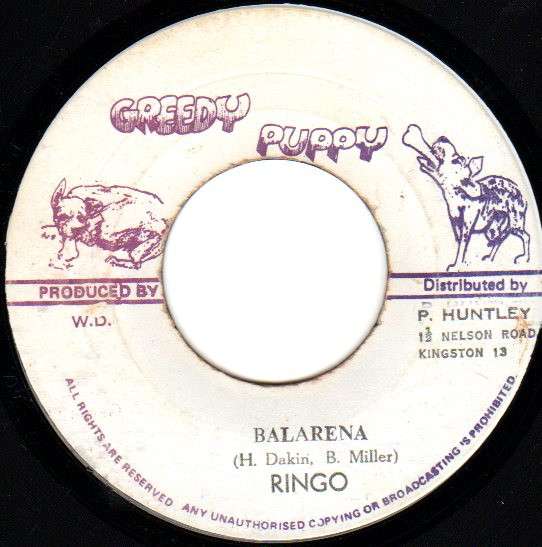 GREEDY
PUPPY
PRODUCED BY
W.D.
Distributed by
P. HUNTLEY
1½ NELSON ROAD
KINGSTON 13
BALARENA
(H. Dakin, B. Miller)
RINGO
ALL RIGHTS ARE RESERVED ANY UNAUTHORISED COPYING OR BROADCASTING IS PROHIBITED.